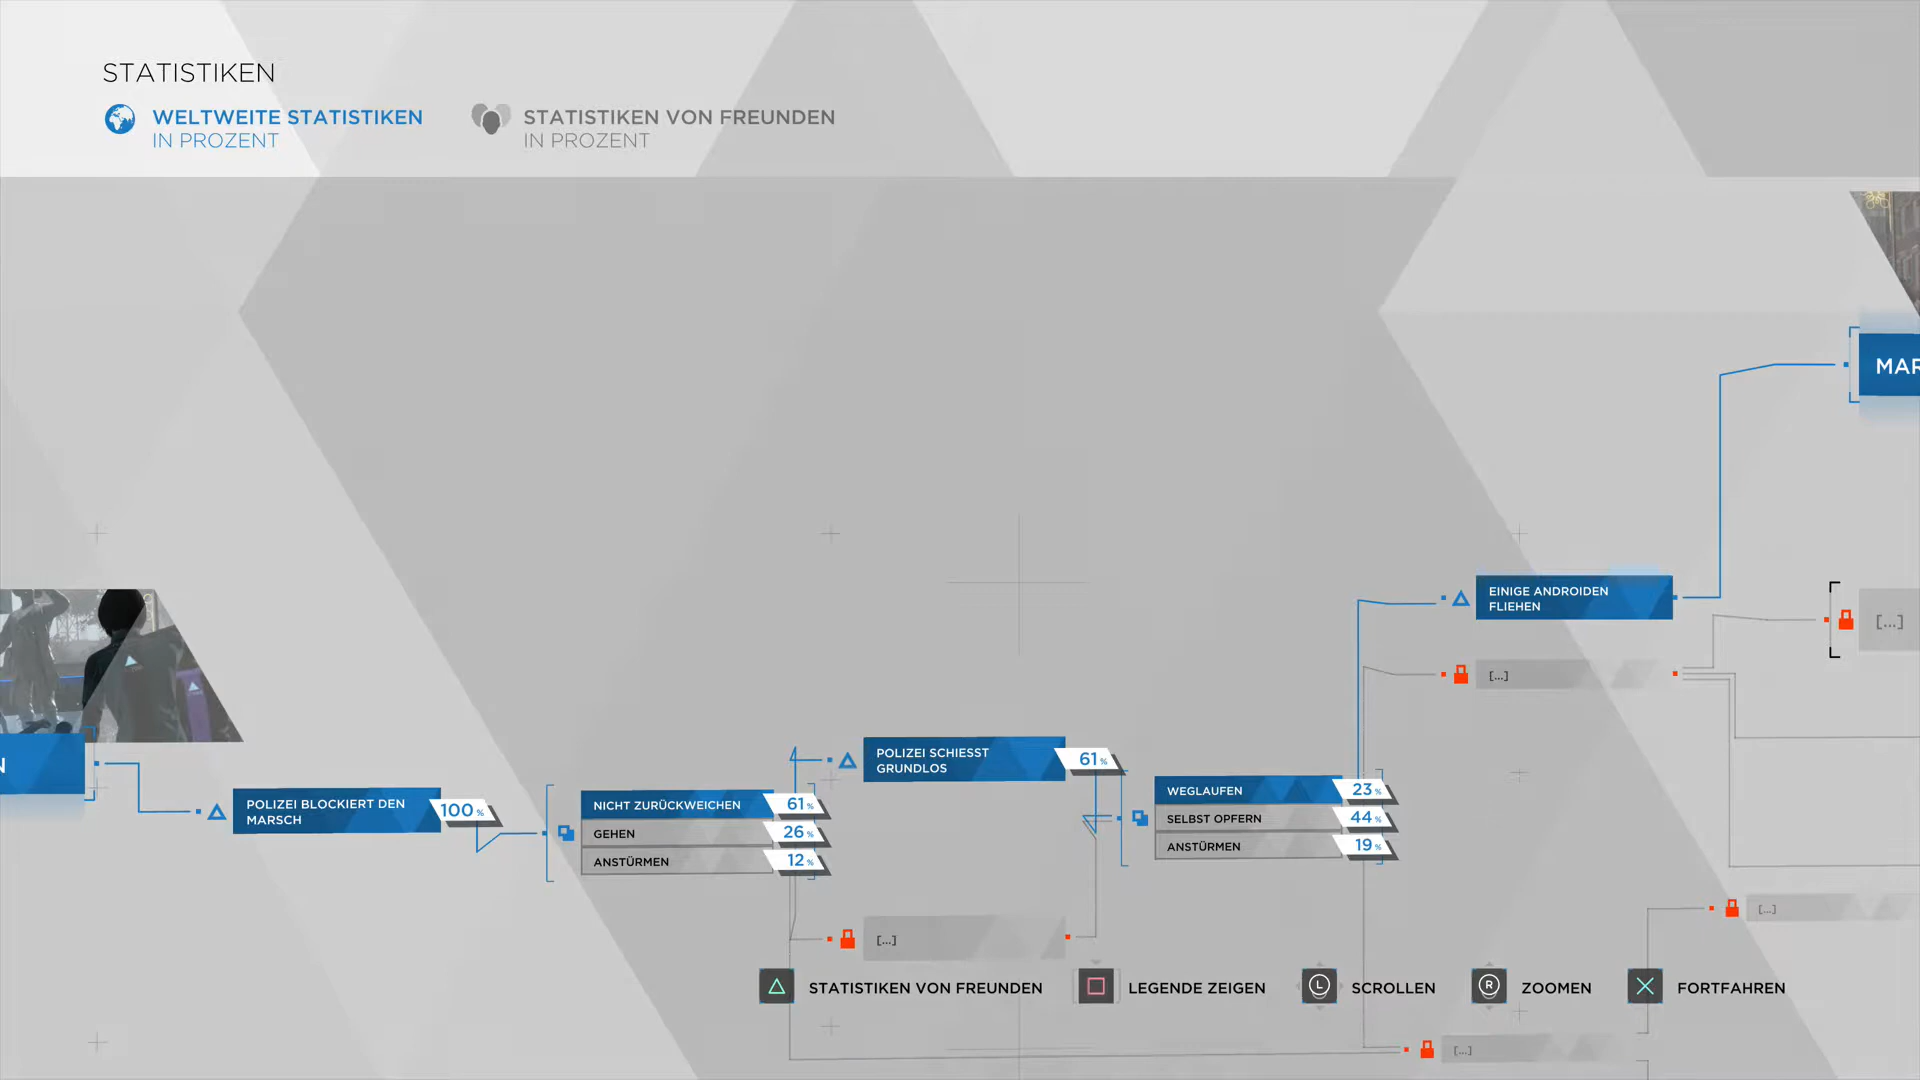 STATISTIKEN
WELTWEITE STATISTIKEN
IN PROZENT
STATISTIKEN VON FREUNDEN
IN PROZENT
MAR
EINIGE ANDROIDEN
FLIEHEN
[...]
[...]
N
POLIZEI BLOCKIERT DEN
MARSCH
100 %
NICHT ZURÜCKWEICHEN 61 %
GEHEN 26 %
ANSTÜRMEN 12 %
POLIZEI SCHIESST
GRUNDLOS
61 %
WEGLAUFEN 23 %
SELBST OPFERN 44 %
ANSTÜRMEN 19 %
[...]
[...]
STATISTIKEN VON FREUNDEN
LEGENDE ZEIGEN
L SCROLLEN
R ZOOMEN
FORTFAHREN
[...]